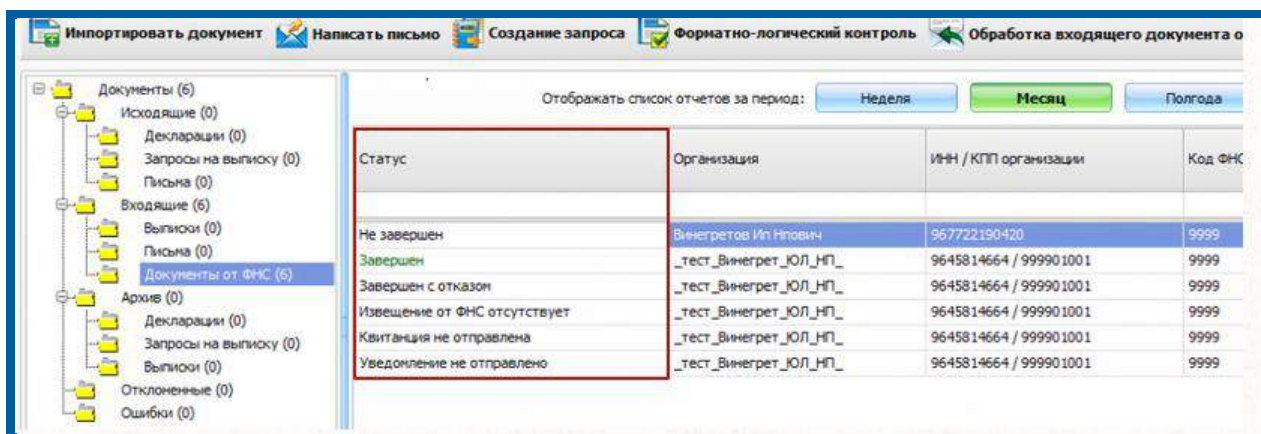 Импортировать документ Написать письмо Создание запроса Форматно-логический контроль Обработка входящего документа о
Документы (6)
Исходящие (0)
Декларации (0)
Запросы на выписку (0)
Письма (0)
Входящие (6)
Выписки (0)
Письма (0)
Документы от ФНС (6)
Архив (0)
Декларации (0)
Запросы на выписку (0)
Выписки (0)
Отклоненные (0)
Ошибки (0)
Отображать список отчетов за период: Неделя Месяц Полгода
Статус Организация ИНН / КПП организации Код ФНС
Не завершен Винегретов Ип Нпович 967722190420 9999
Завершен _тест_Винегрет_ЮЛ_НП_ 9645814664 / 999901001 9999
Завершен с отказом _тест_Винегрет_ЮЛ_НП_ 9645814664 / 999901001 9999
Извещение от ФНС отсутствует _тест_Винегрет_ЮЛ_НП_ 9645814664 / 999901001 9999
Квитанция не отправлена _тест_Винегрет_ЮЛ_НП_ 9645814664 / 999901001 9999
Уведомление не отправлено _тест_Винегрет_ЮЛ_НП_ 9645814664 / 999901001 9999